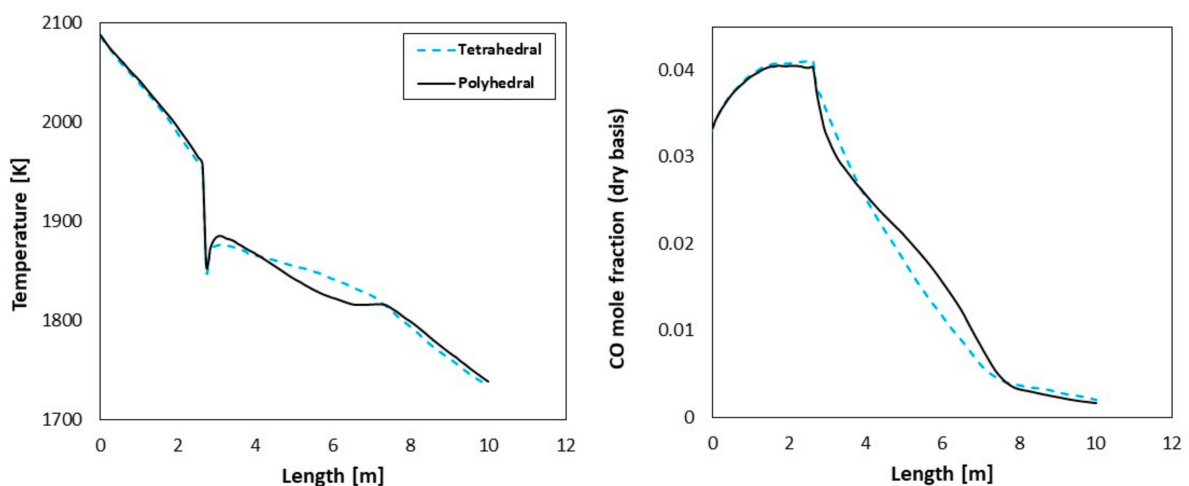 2100
2000
1900
1800
1700
Temperature [K]
Tetrahedral
Polyhedral
0 2 4 6 8 10 12
Length [m]
0.04
0.03
0.02
0.01
0
CO mole fraction (dry basis)
0 2 4 6 8 10 12
Length [m]